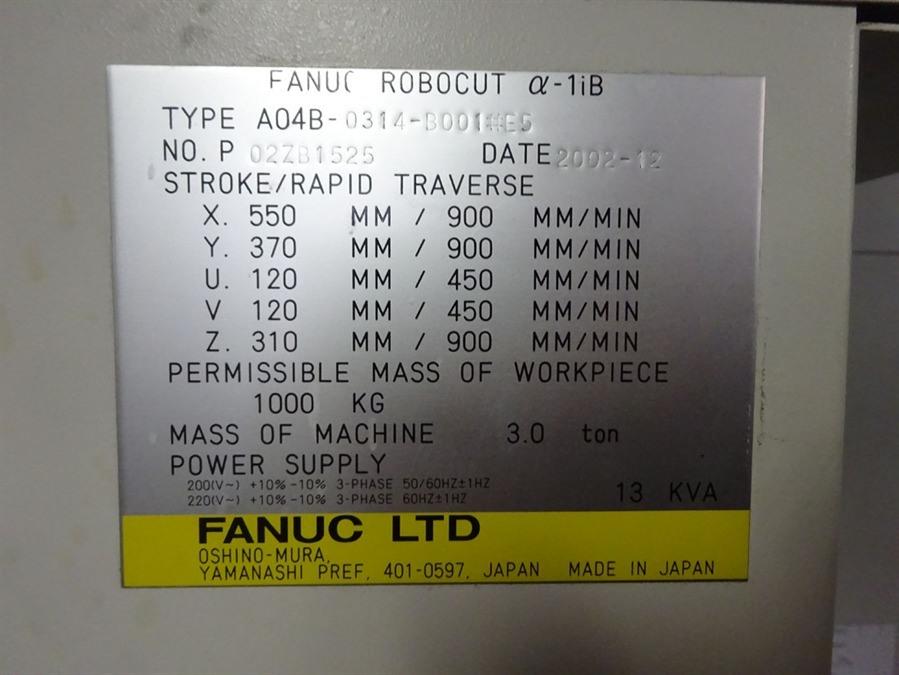 FANUC ROBOCUT α-1iB
TYPE A04B-0314-B001#E5
NO. P 02ZB1525 DATE 2002-12
STROKE/RAPID TRAVERSE
X. 550 MM / 900 MM/MIN
Y. 370 MM / 900 MM/MIN
U. 120 MM / 450 MM/MIN
V 120 MM / 450 MM/MIN
Z. 310 MM / 900 MM/MIN
PERMISSIBLE MASS OF WORKPIECE
1000 KG
MASS OF MACHINE 3.0 ton
POWER SUPPLY
200(V~) +10% -10% 3-PHASE 50/60HZ±1HZ
220(V~) +10% -10% 3-PHASE 60HZ±1HZ 13 KVA
FANUC LTD
OSHINO-MURA,
YAMANASHI PREF, 401-0597, JAPAN MADE IN JAPAN